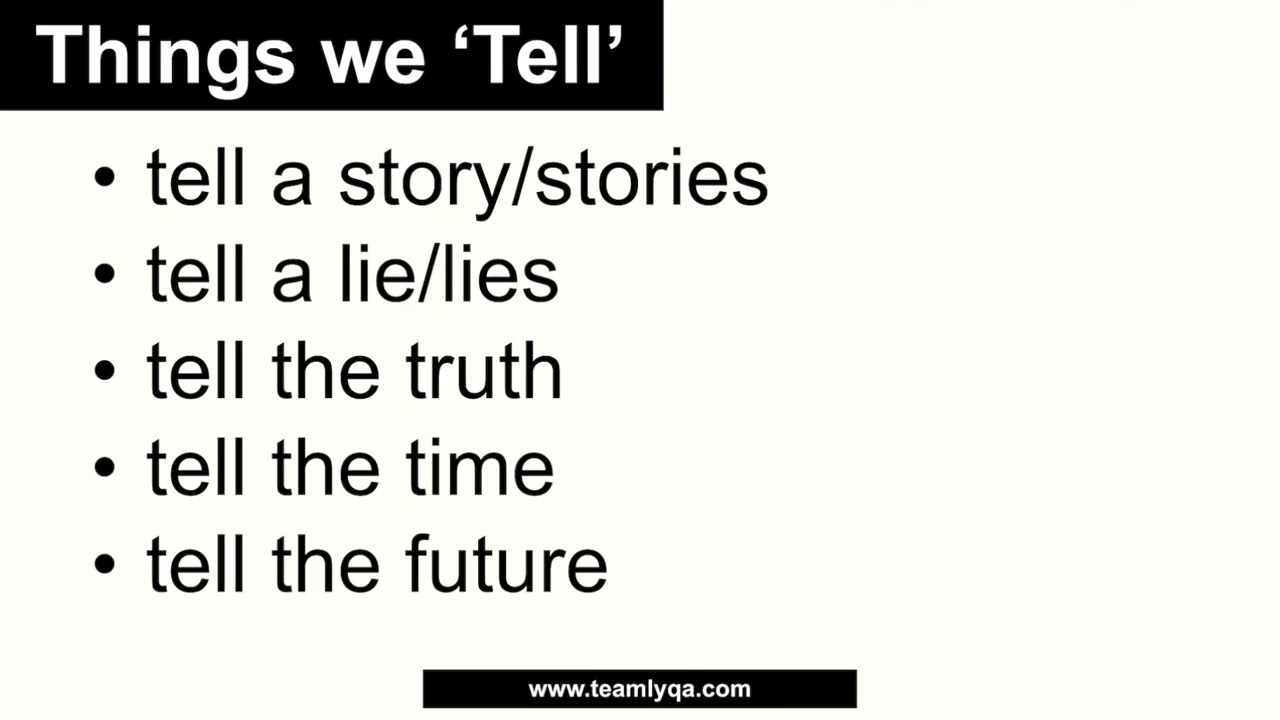 Things we ‘Tell’
• tell a story/stories
• tell a lie/lies
• tell the truth
• tell the time
• tell the future
www.teamlyqa.com